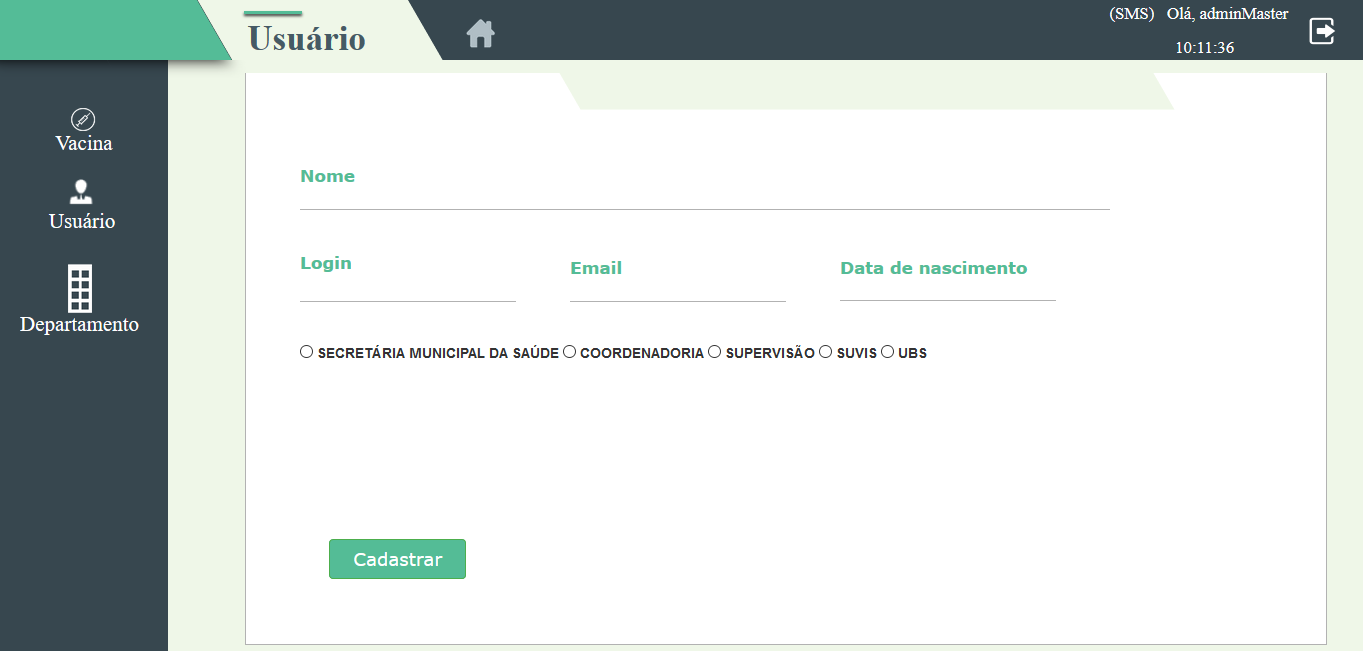 Usuário
(SMS) Olá, adminMaster
10:11:36
Vacina
Usuário
Departamento
Nome
Login
Email
Data de nascimento
SECRETÁRIA MUNICIPAL DA SAÚDE COORDENADORIA SUPERVISÃO SUVIS UBS
Cadastrar